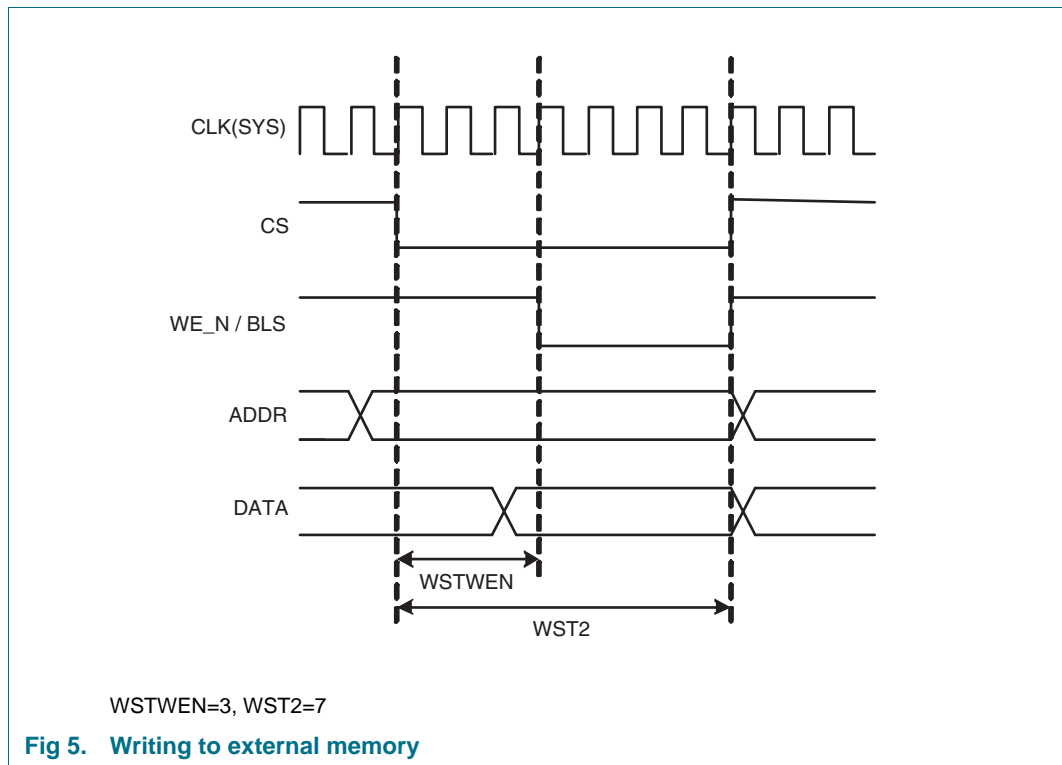 CLK(SYS)
CS
WE_N / BLS
ADDR
DATA
WSTWEN
WST2
WSTWEN=3, WST2=7
Fig 5. Writing to external memory